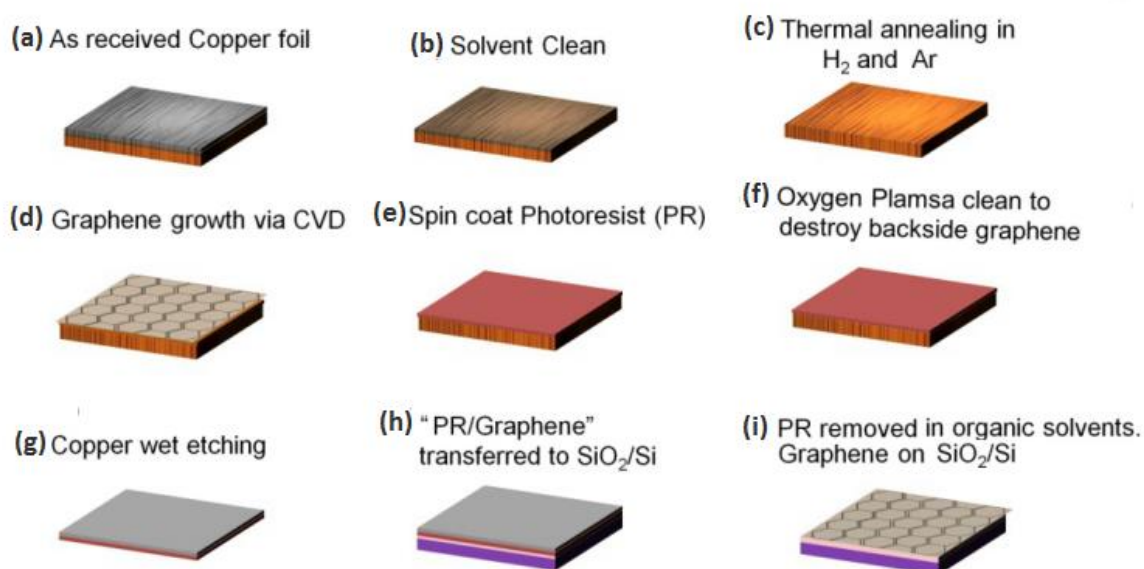 (a) As received Copper foil
(b) Solvent Clean
(c) Thermal annealing in
H₂ and Ar
(d) Graphene growth via CVD
(e) Spin coat Photoresist (PR)
(f) Oxygen Plamsa clean to
destroy backside graphene
(g) Copper wet etching
(h) “PR/Graphene”
transferred to SiO₂/Si
(i) PR removed in organic solvents.
Graphene on SiO₂/Si